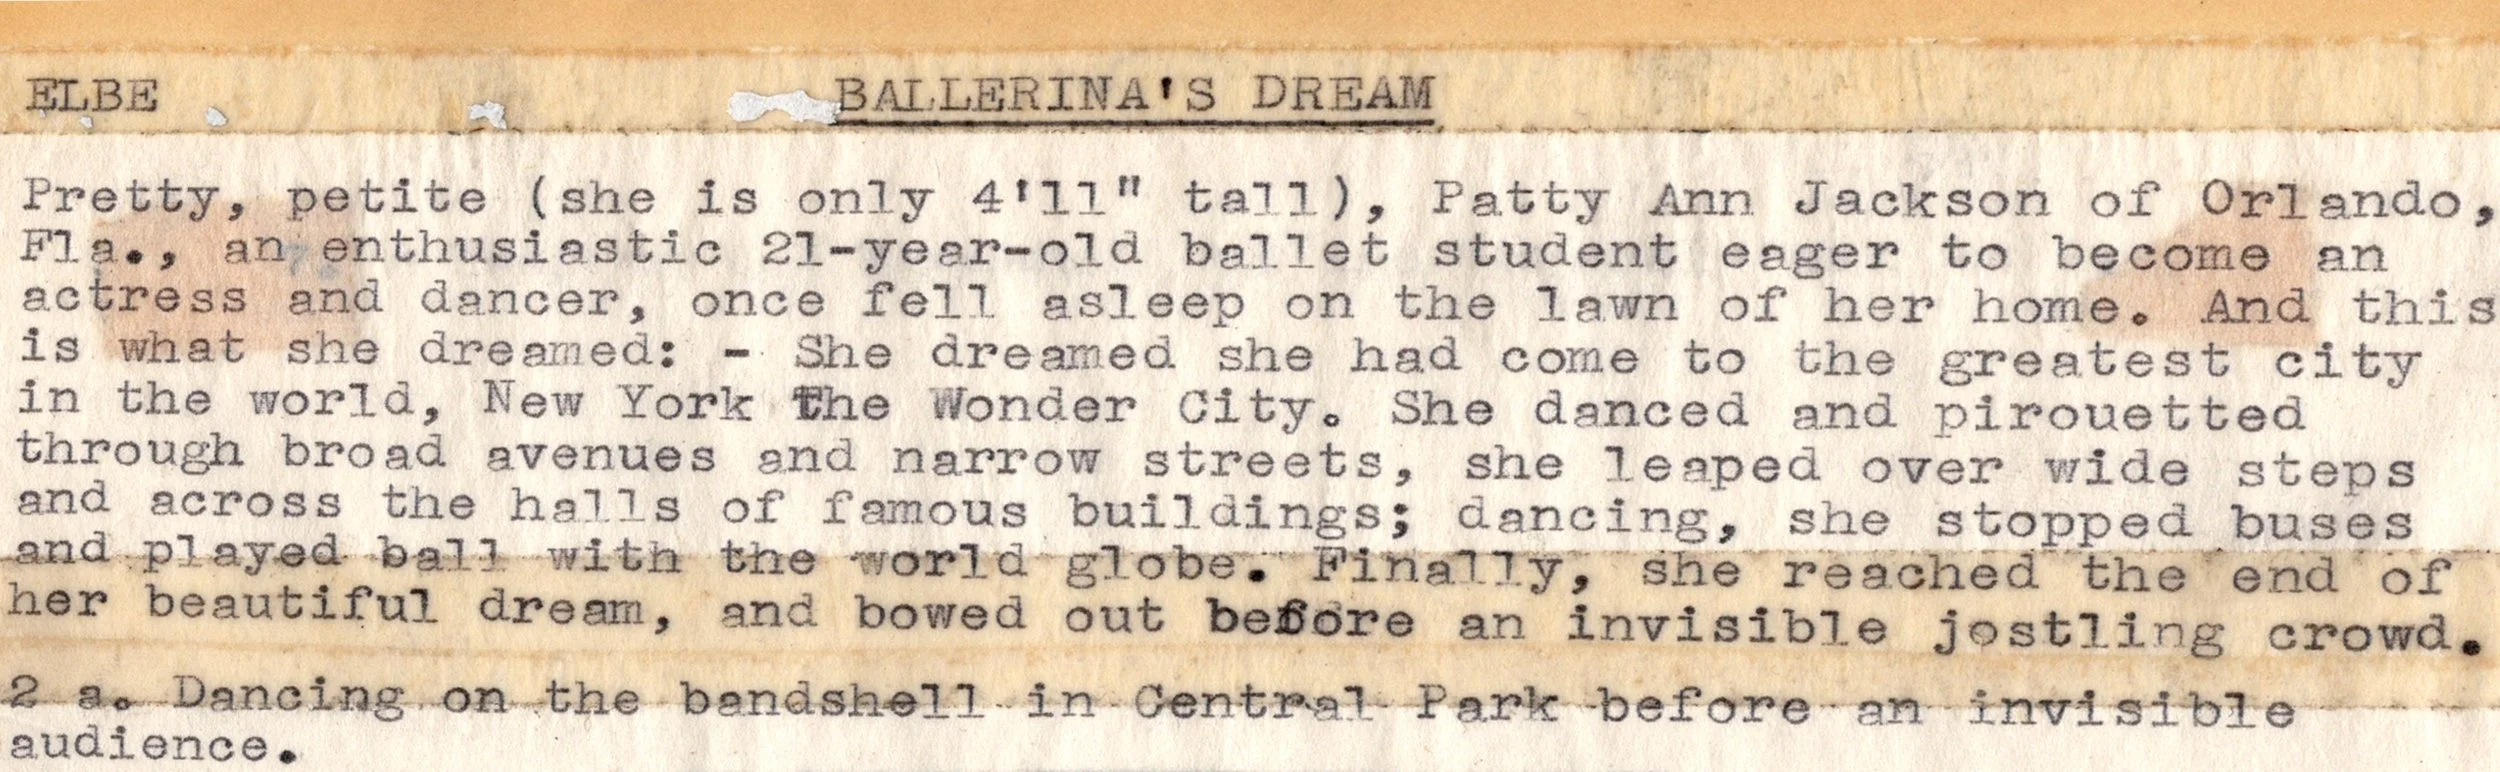 ELBE BALLERINA'S DREAM
Pretty, petite (she is only 4'11" tall), Patty Ann Jackson of Orlando,
Fla., an enthusiastic 21-year-old ballet student eager to become an
actress and dancer, once fell asleep on the lawn of her home. And this
is what she dreamed: - She dreamed she had come to the greatest city
in the world, New York The Wonder City. She danced and pirouetted
through broad avenues and narrow streets, she leaped over wide steps
and across the halls of famous buildings; dancing, she stopped buses
and played ball with the world globe. Finally, she reached the end of
her beautiful dream, and bowed out before an invisible jostling crowd.
2 a. Dancing on the bandshell in Central Park before an invisible
audience.